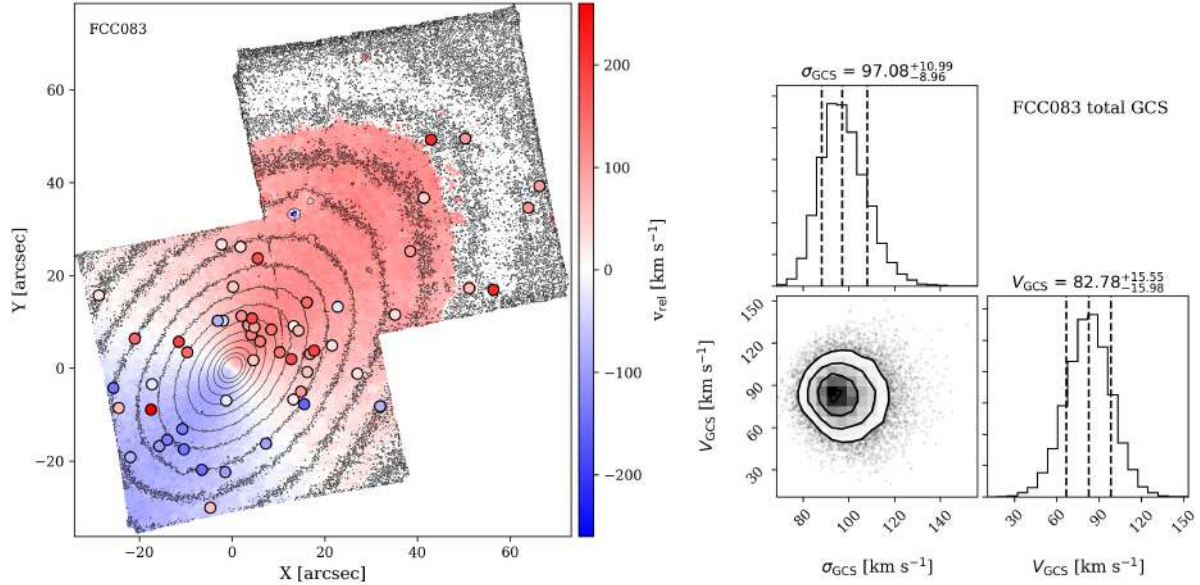 FCC083
60
40
20
0
−20
Y [arcsec]
−20
0
20
40
60
X [arcsec]
200
100
0
−100
−200
v_rel [km s⁻¹]
σ_GCS = 97.08^{+10.99}_{−8.96}
FCC083 total GCS
V_GCS = 82.78^{+15.55}_{−15.98}
150
120
90
60
30
V_GCS [km s⁻¹]
80
100
140
σ_GCS [km s⁻¹]
30
60
90
120
150
V_GCS [km s⁻¹]